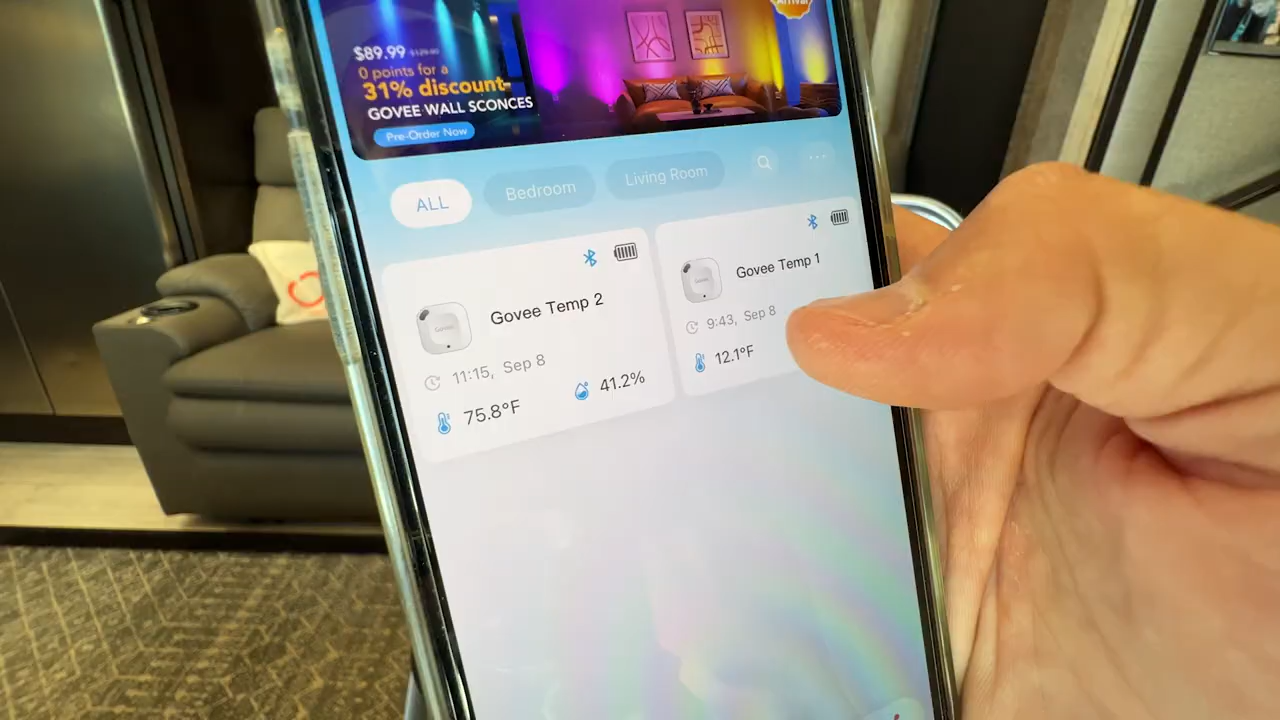 Arrival
$89.99 $129.99
0 points for a
31% discount-
GOVEE WALL SCONCES
Pre-Order Now
ALL
Bedroom
Living Room
Govee Temp 2
11:15, Sep 8
75.8°F
41.2%
Govee Temp 1
9:43, Sep 8
12.1°F